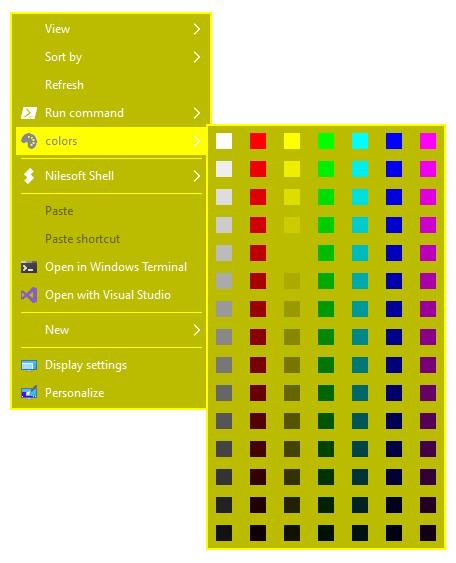 View
Sort by
Refresh
Run command
colors
Nilesoft Shell
Paste
Paste shortcut
Open in Windows Terminal
Open with Visual Studio
New
Display settings
Personalize